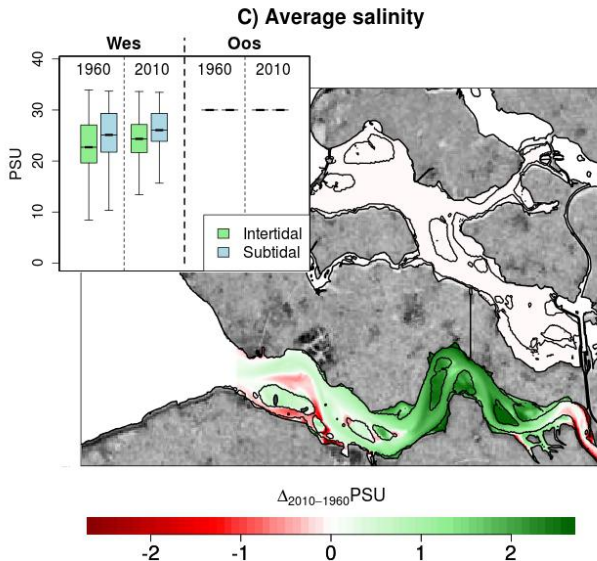 C) Average salinity
Wes Oos
1960 2010 1960 2010
40
30
20
10
0
PSU
Intertidal
Subtidal
Δ2010−1960PSU
-2 -1 0 1 2